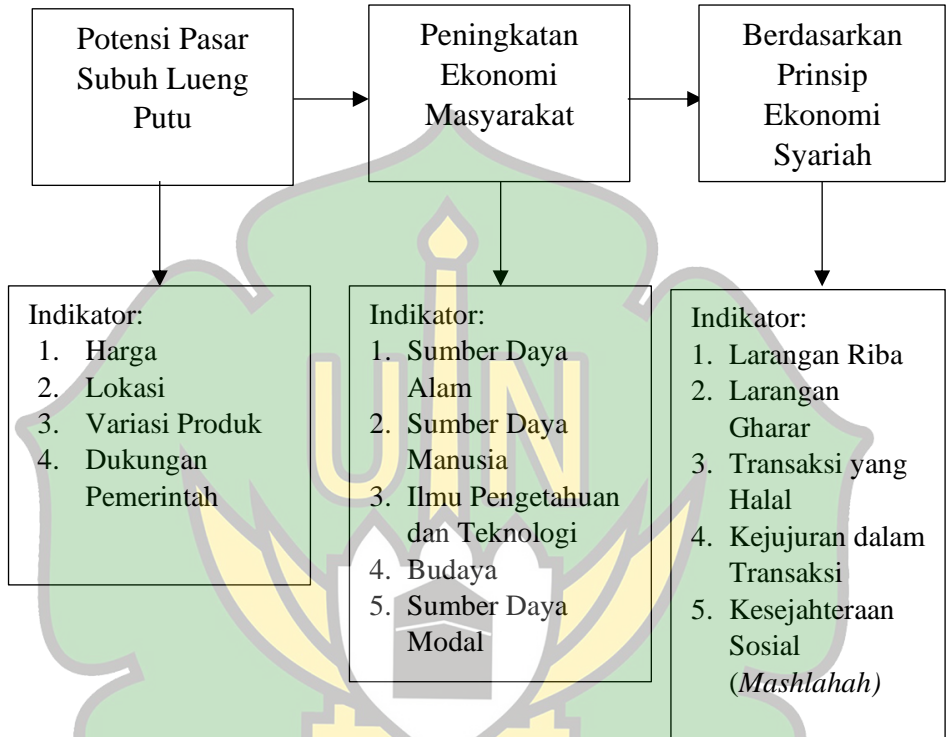 Potensi Pasar
Subuh Lueng
Putu
Peningkatan
Ekonomi
Masyarakat
Berdasarkan
Prinsip
Ekonomi
Syariah
Indikator:
1. Harga
2. Lokasi
3. Variasi Produk
4. Dukungan
Pemerintah
Indikator:
1. Sumber Daya
Alam
2. Sumber Daya
Manusia
3. Ilmu Pengetahuan
dan Teknologi
4. Budaya
5. Sumber Daya
Modal
Indikator:
1. Larangan Riba
2. Larangan
Gharar
3. Transaksi yang
Halal
4. Kejujuran dalam
Transaksi
5. Kesejahteraan
Sosial
(Mashlahah)
UIN